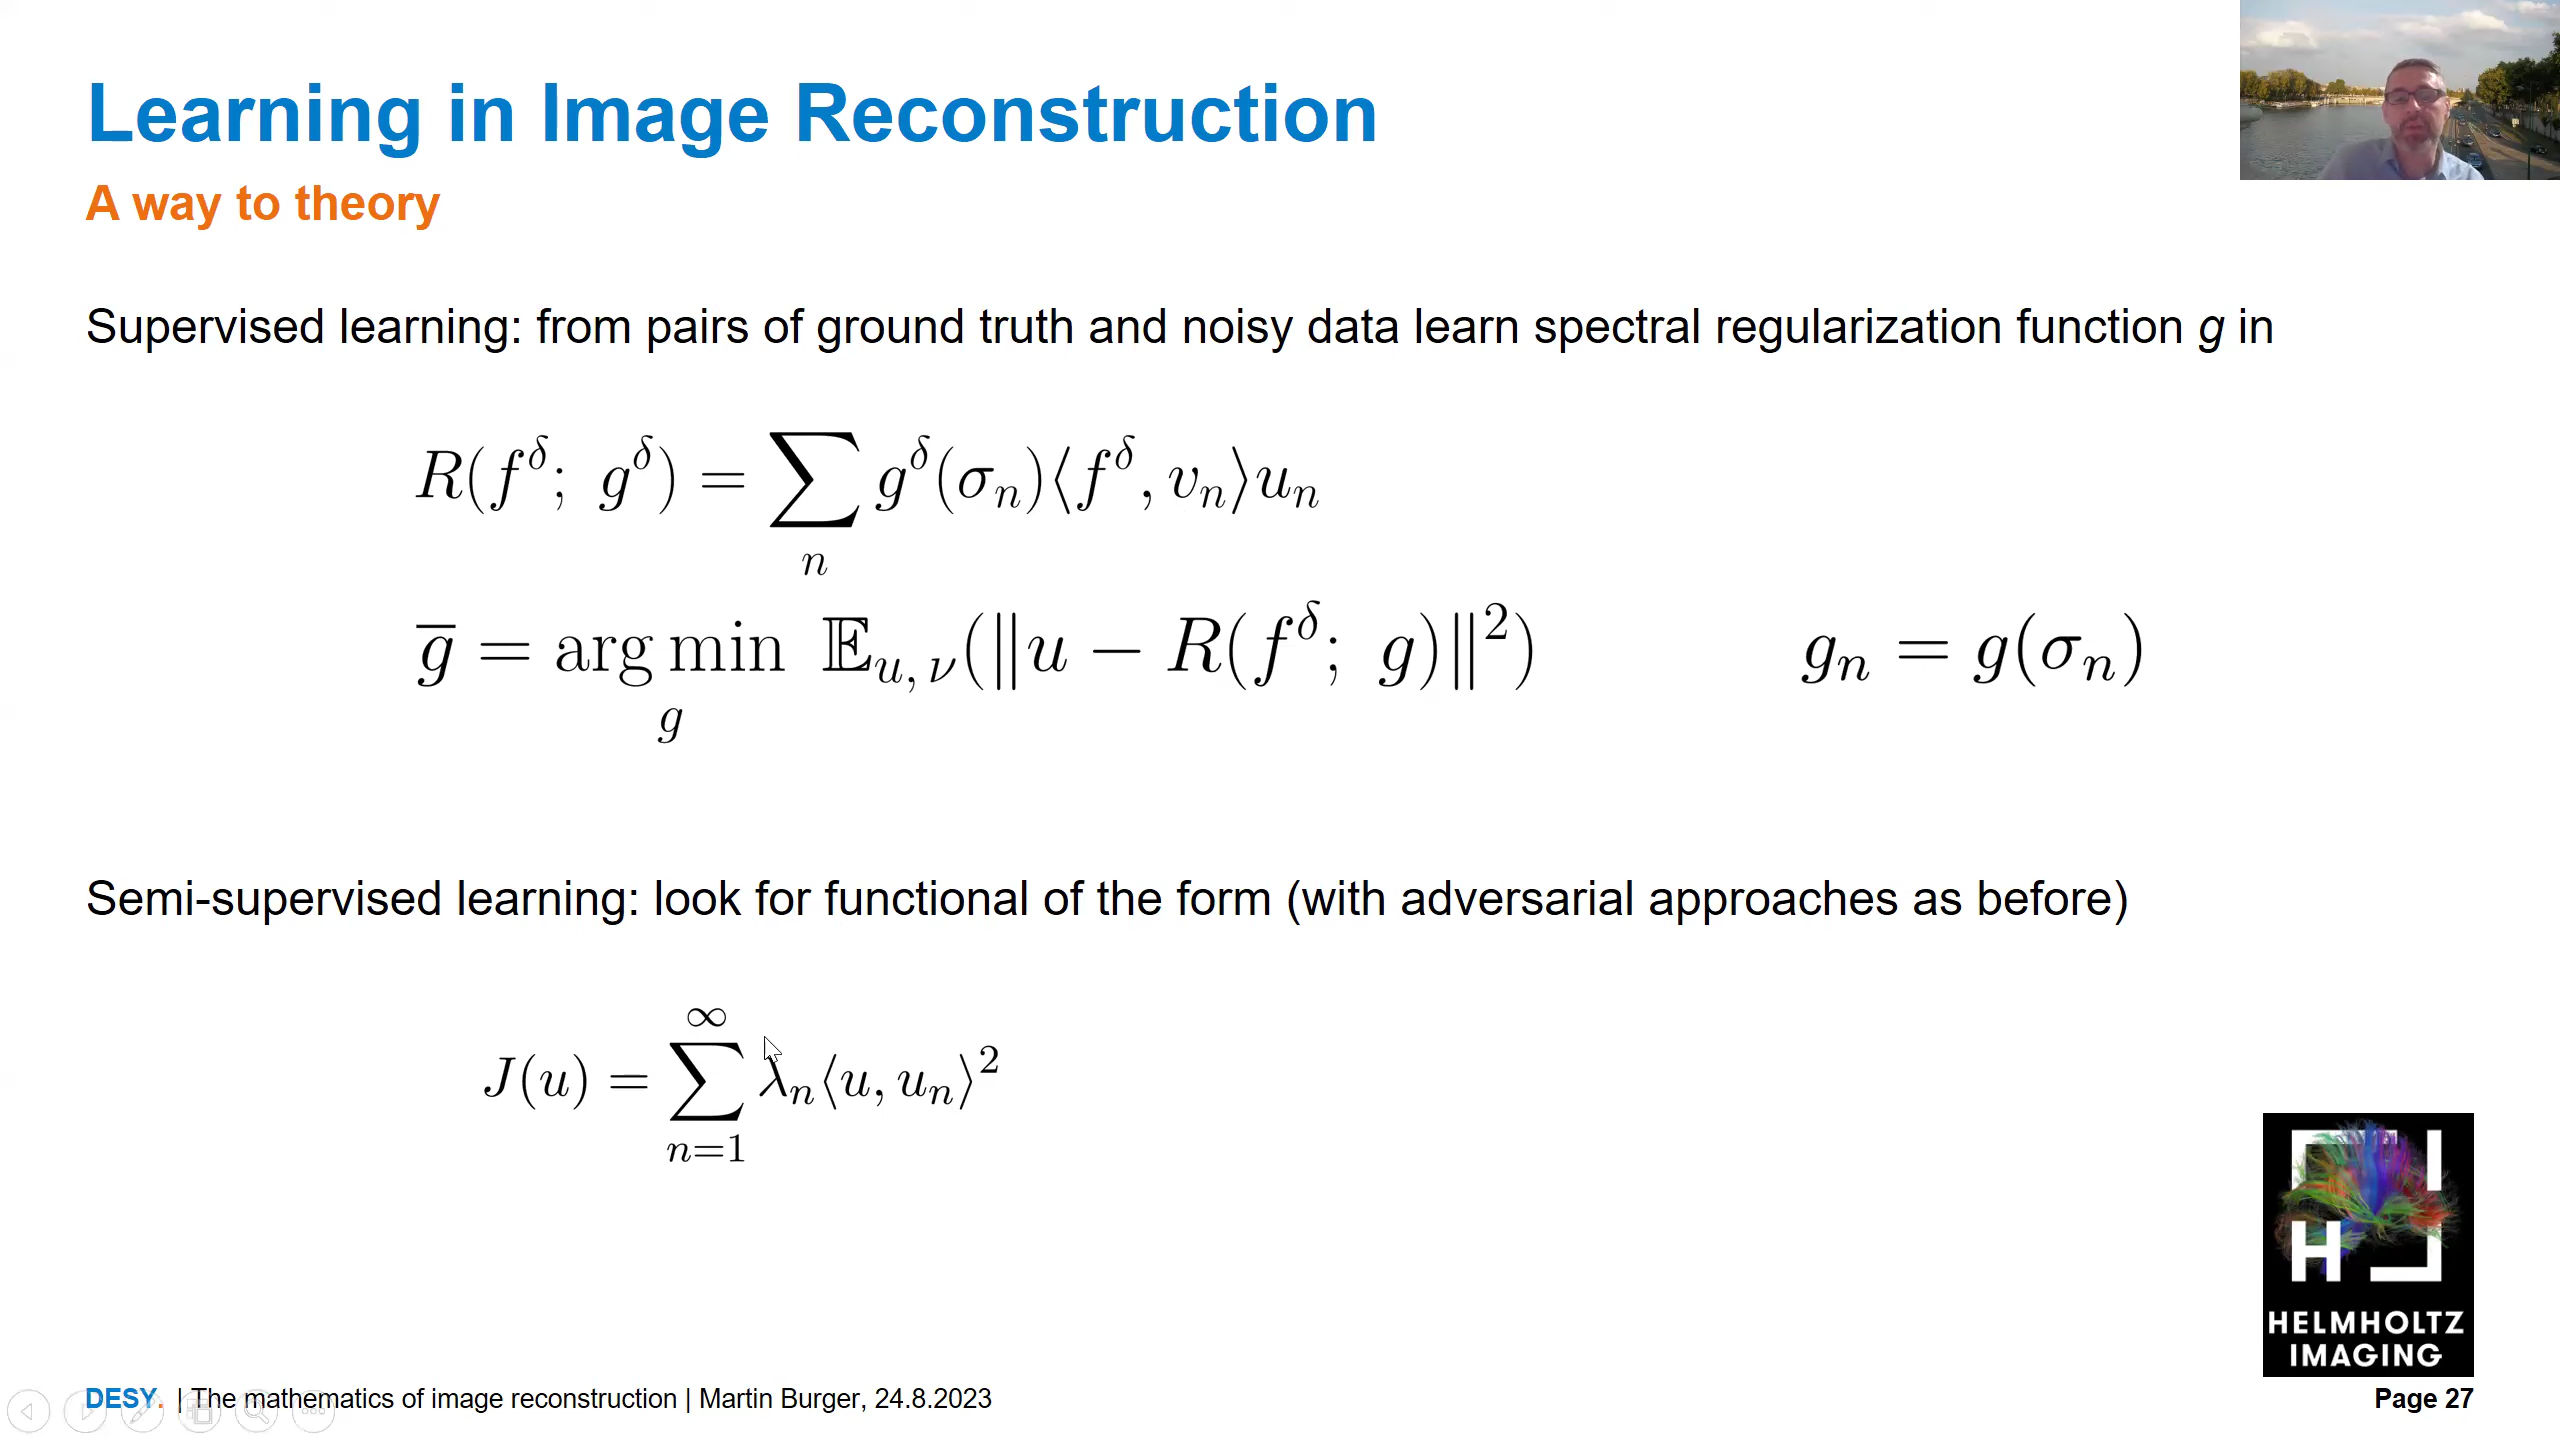 Learning in Image Reconstruction
A way to theory
Supervised learning: from pairs of ground truth and noisy data learn spectral regularization function g in
R(f^δ; g^δ) = ∑_n g^δ(σ_n)⟨f^δ, v_n⟩u_n
g̅ = arg min_g 𝔼_{u,ν}(‖u − R(f^δ; g)‖²)
g_n = g(σ_n)
Semi-supervised learning: look for functional of the form (with adversarial approaches as before)
J(u) = ∑_{n=1}^∞ λ_n⟨u, u_n⟩²
HELMHOLTZ
IMAGING
DESY. | The mathematics of image reconstruction | Martin Burger, 24.8.2023
Page 27